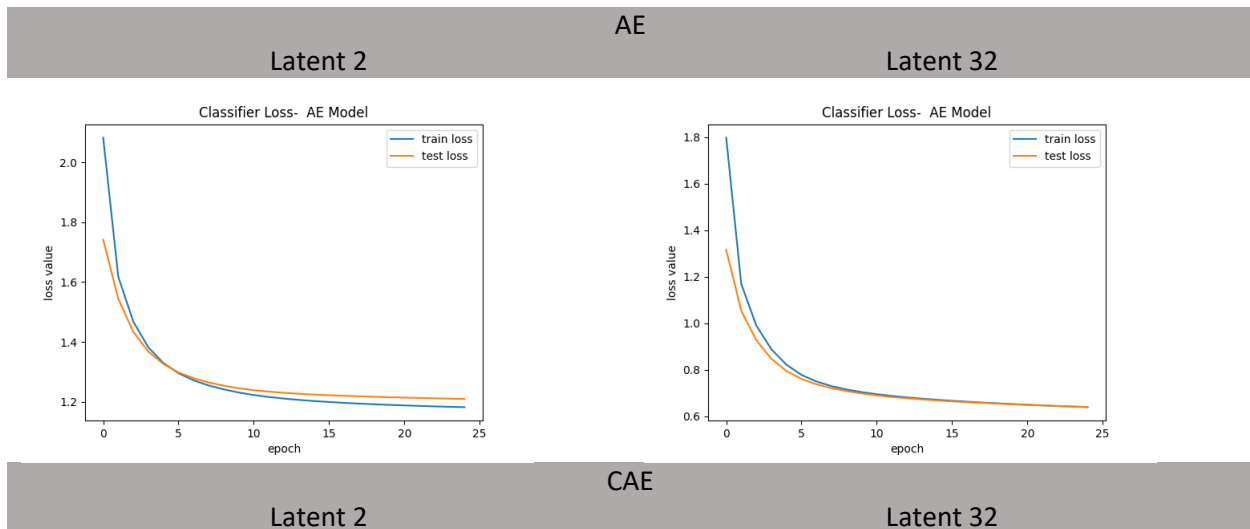 AE
Latent 2 Latent 32
Classifier Loss-  AE Model
train loss
test loss
2.0
1.8
1.6
1.4
1.2
loss value
0 5 10 15 20 25
epoch
Classifier Loss-  AE Model
train loss
test loss
1.8
1.6
1.4
1.2
1.0
0.8
0.6
loss value
0 5 10 15 20 25
epoch
CAE
Latent 2 Latent 32